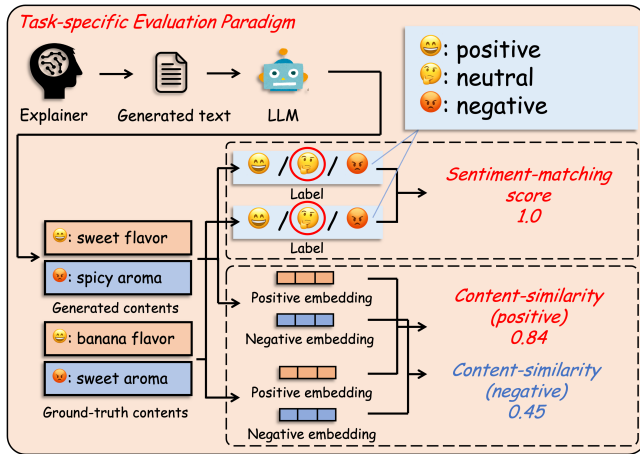 Task-specific Evaluation Paradigm
Explainer
Generated text
LLM
: positive
: neutral
: negative
/ /
Label
/ /
Label
Sentiment-matching
score
1.0
: sweet flavor
: spicy aroma
Generated contents
: banana flavor
: sweet aroma
Ground-truth contents
Positive embedding
Negative embedding
Positive embedding
Negative embedding
Content-similarity
(positive)
0.84
Content-similarity
(negative)
0.45